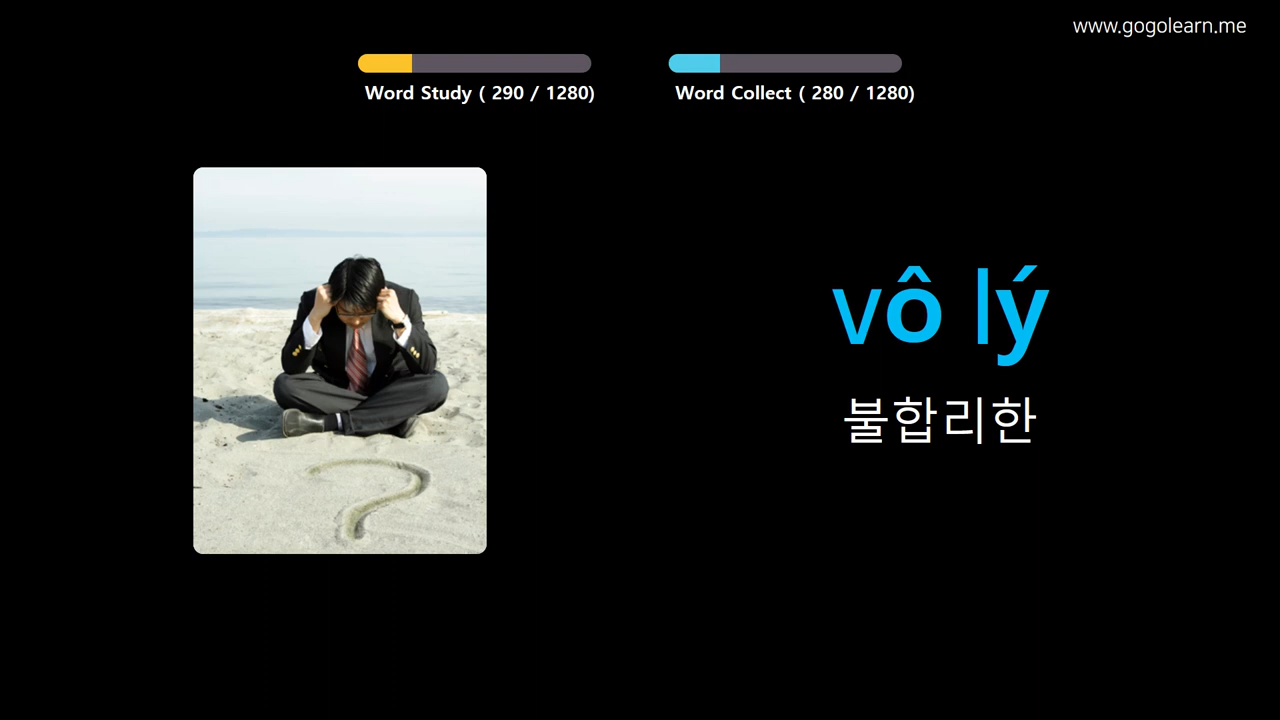 www.gogolearn.me
Word Study ( 290 / 1280)
Word Collect ( 280 / 1280)
vô lý
불합리한
?